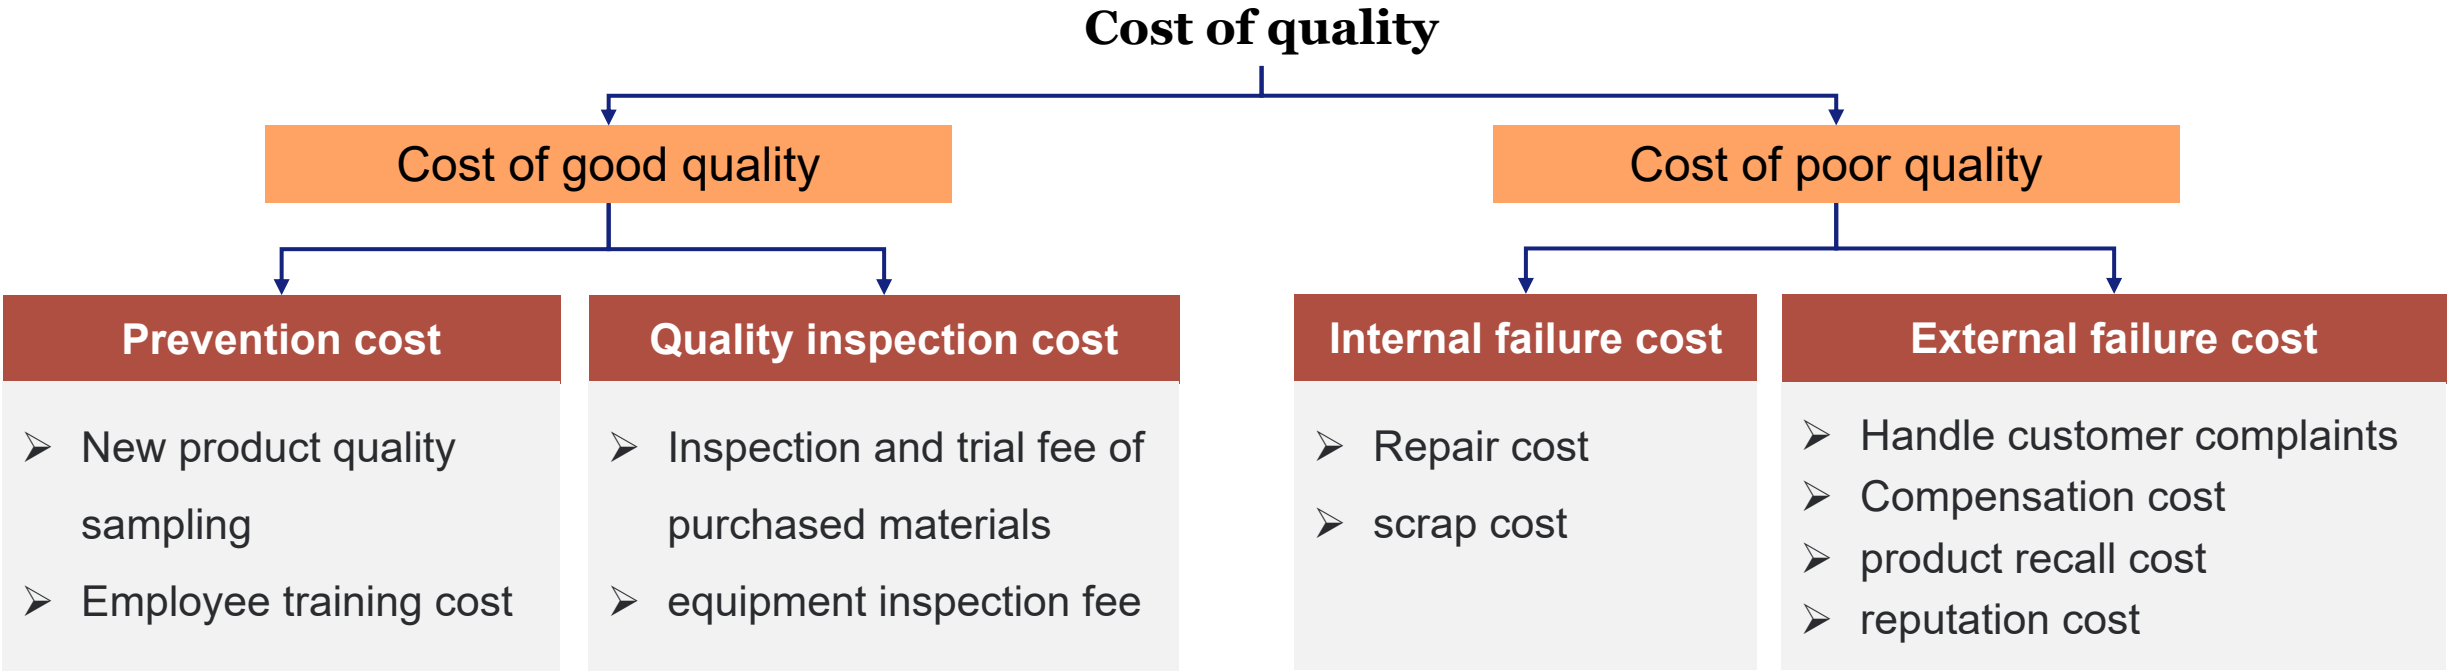 Cost of quality
Cost of good quality
Cost of poor quality
Prevention cost
New product quality
sampling
Employee training cost
Quality inspection cost
Inspection and trial fee of
purchased materials
equipment inspection fee
Internal failure cost
Repair cost
scrap cost
External failure cost
Handle customer complaints
Compensation cost
product recall cost
reputation cost